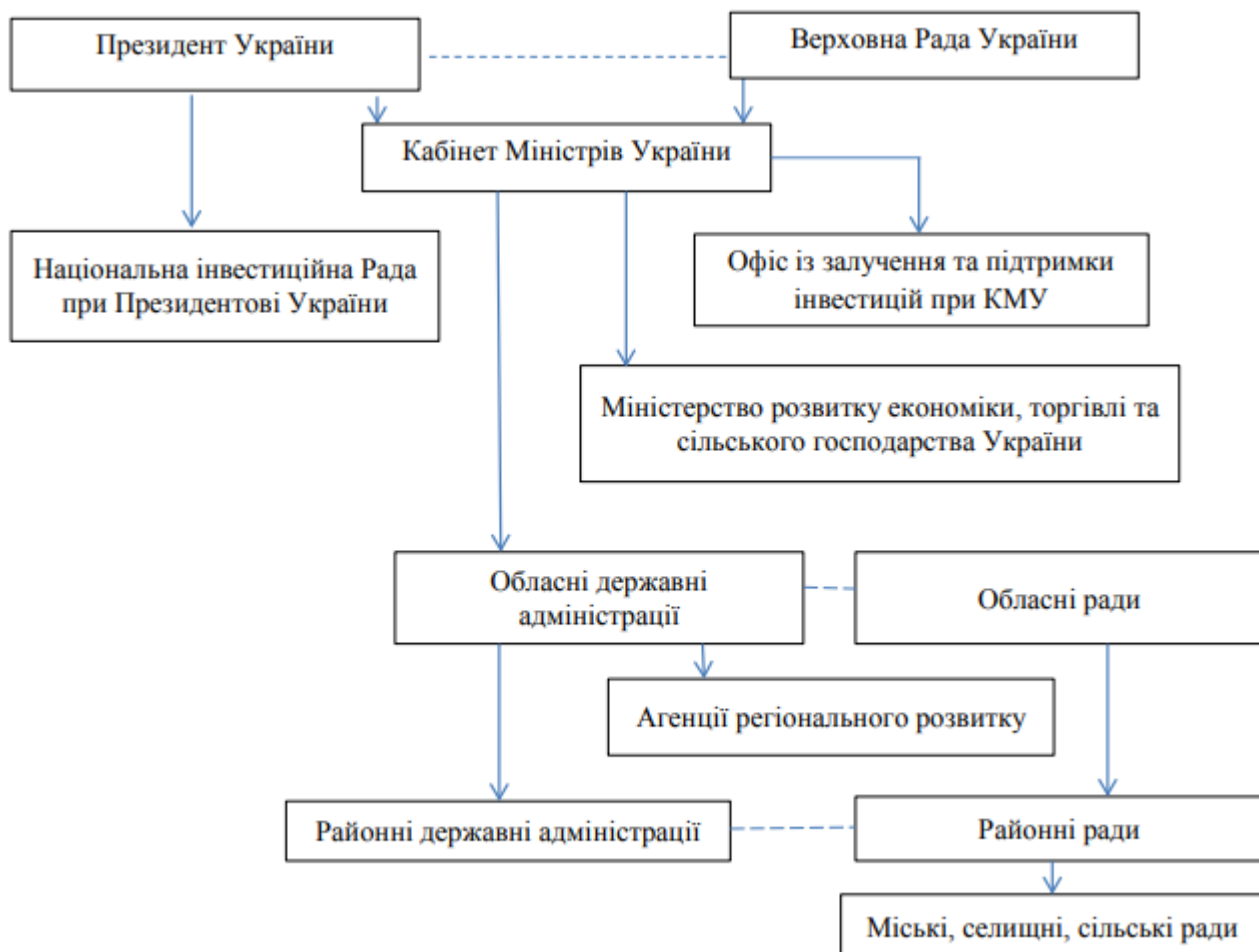 Президент України
Верховна Рада України
Кабінет Міністрів України
Національна інвестиційна Рада
при Президентові України
Офіс із залучення та підтримки
інвестицій при КМУ
Міністерство розвитку економіки, торгівлі та
сільського господарства України
Обласні державні
адміністрації
Обласні ради
Агенції регіонального розвитку
Районні державні адміністрації
Районні ради
Міські, селищні, сільські ради